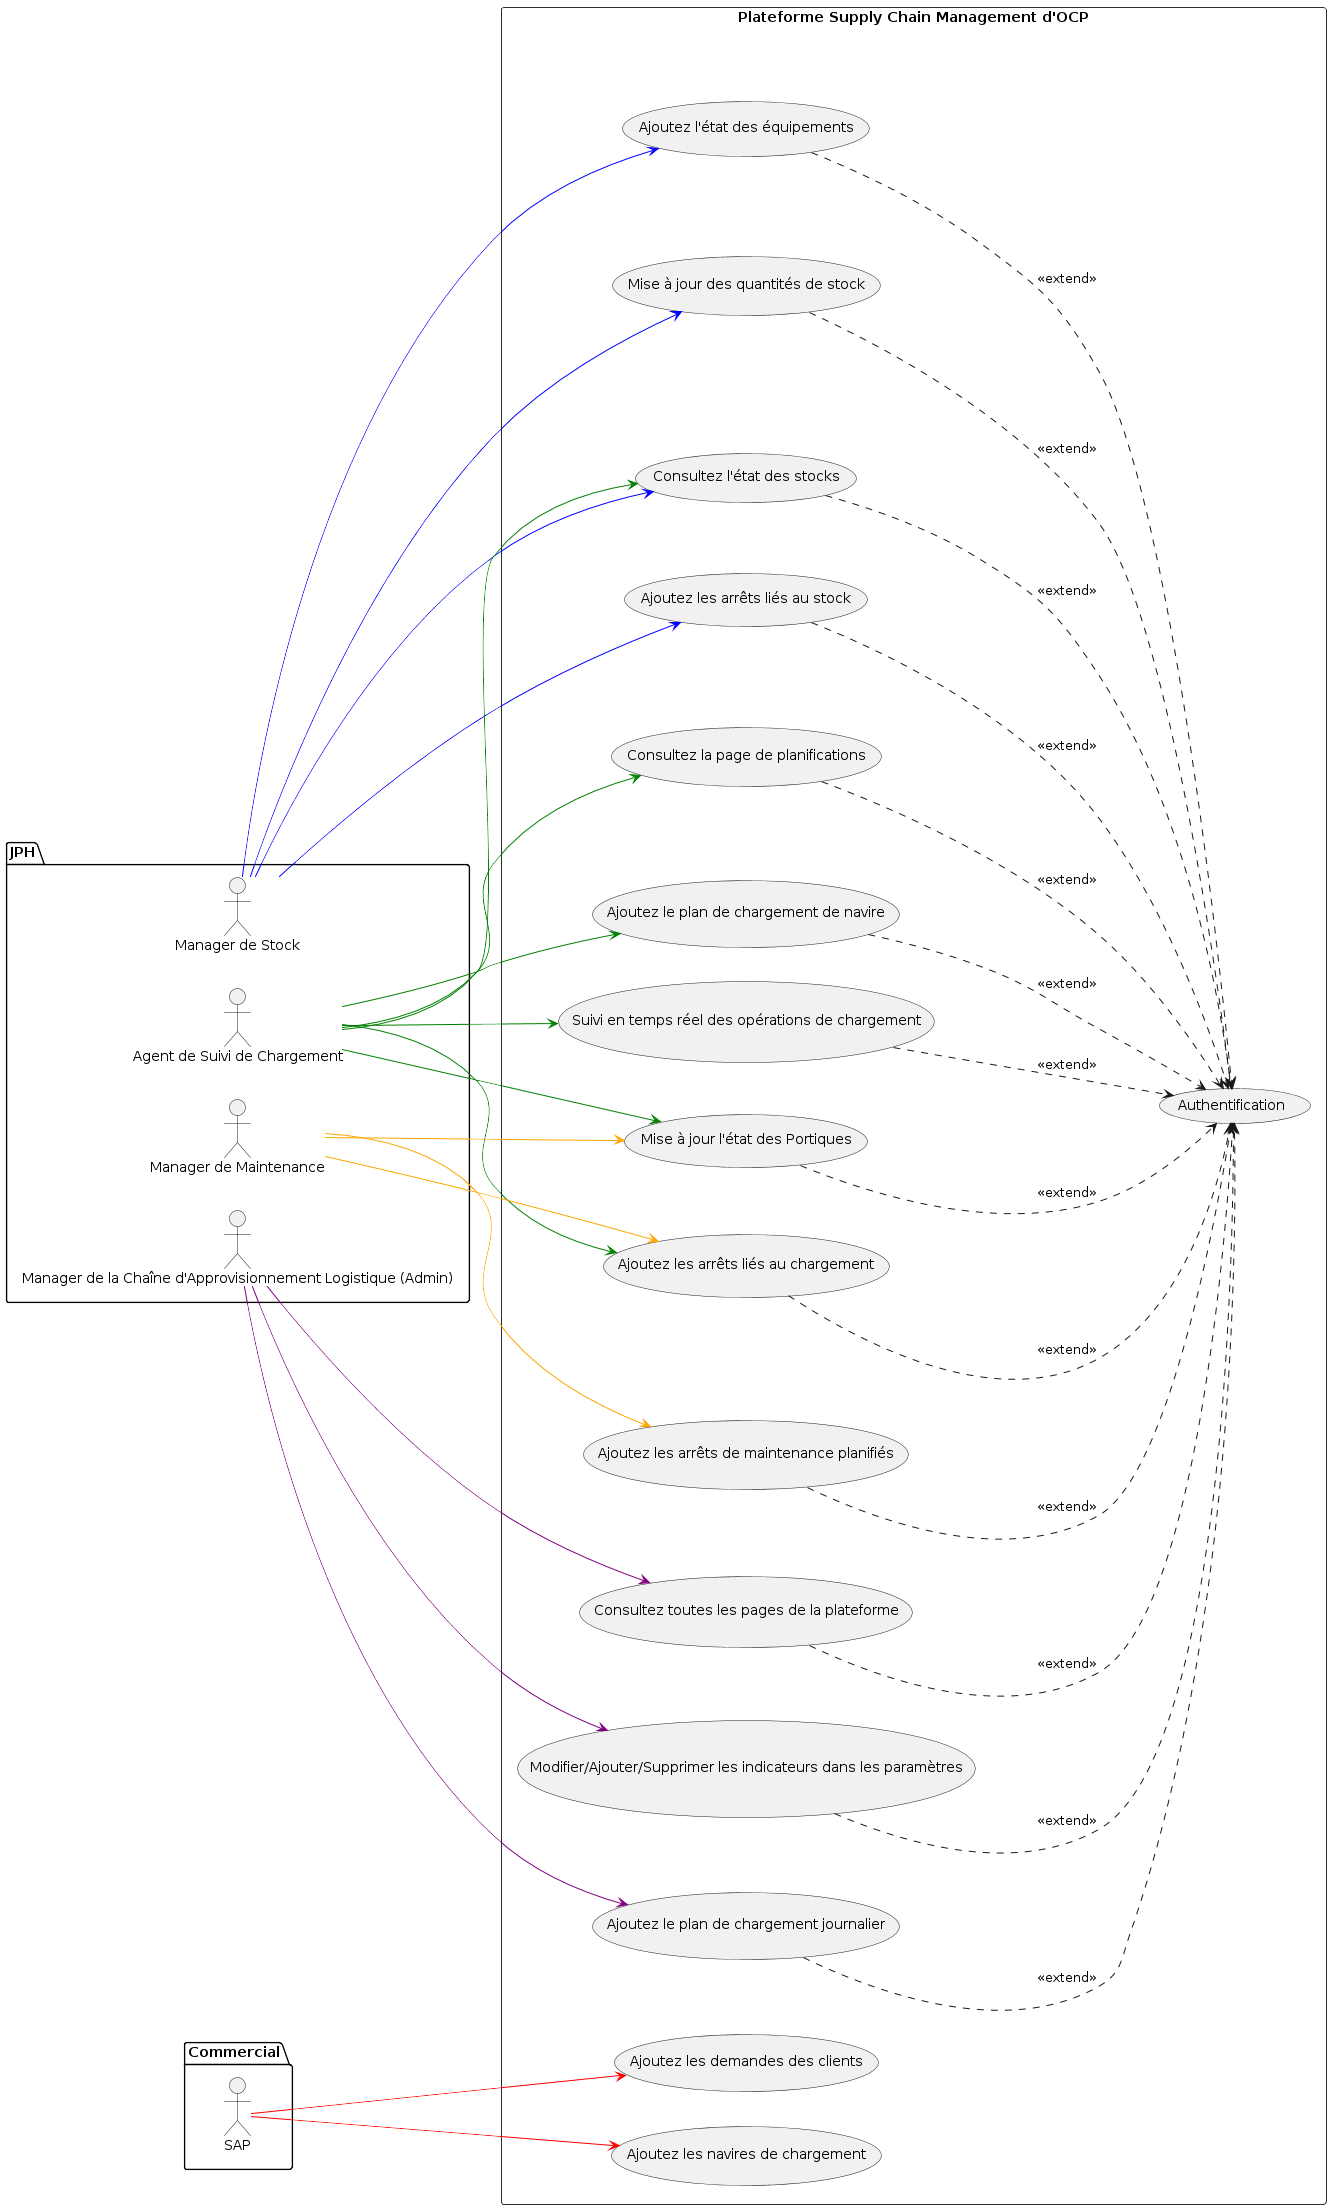 Plateforme Supply Chain Management d'OCP
Ajoutez l'état des équipements
«extend»
Mise à jour des quantités de stock
«extend»
Consultez l'état des stocks
«extend»
Ajoutez les arrêts liés au stock
«extend»
Consultez la page de planifications
«extend»
JPH
Manager de Stock
Ajoutez le plan de chargement de navire
«extend»
Suivi en temps réel des opérations de chargement
«extend»
Agent de Suivi de Chargement
Authentification
Mise à jour l'état des Portiques
«extend»
Manager de Maintenance
Ajoutez les arrêts liés au chargement
«extend»
Manager de la Chaîne d'Approvisionnement Logistique (Admin)
Ajoutez les arrêts de maintenance planifiés
«extend»
Consultez toutes les pages de la plateforme
«extend»
Modifier/Ajouter/Supprimer les indicateurs dans les paramètres
«extend»
Ajoutez le plan de chargement journalier
«extend»
Commercial
SAP
Ajoutez les demandes des clients
Ajoutez les navires de chargement